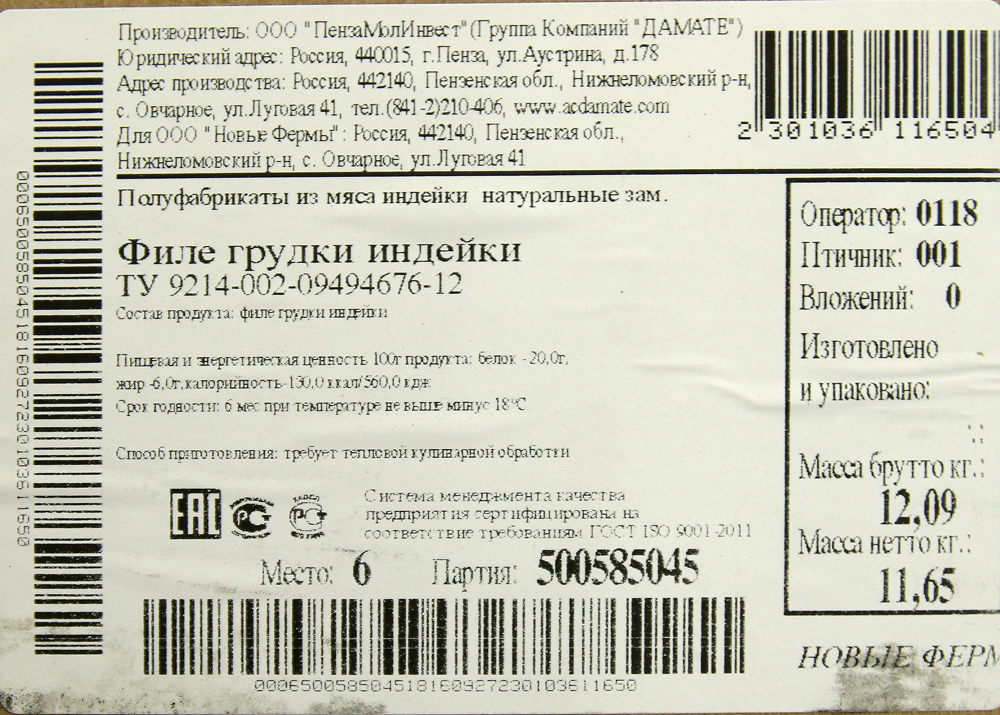 Производитель: ООО "ПензаМолИнвест"(Группа Компаний "ДАМАТЕ")
Юридический адрес: Россия, 440015, г.Пенза, ул.Аустрина, д.178
Адрес производства: Россия, 442140, Пензенская обл., Нижнеломовский р-н,
с. Овчарное, ул.Луговая 41, тел.(841-2)210-406, www.acdamate.com
Для ООО "Новые Фермы": Россия, 442140, Пензенская обл.,
Нижнеломовский р-н, с. Овчарное, ул.Луговая 41
2 301036 116504
Полуфабрикаты из мяса индейки натуральные зам.
Филе грудки индейки
ТУ 9214-002-09494676-12
Состав продукта: филе грудки индейки
Пищевая и энергетическая ценность 100г продукта: белок -20,0г,
жир -6,0г,калорийность-130,0 ккал/560,0 кдж
Срок годности: 6 мес при температуре не выше минус 18°С
Способ приготовления: требует тепловой кулинарной обработки
ЕАС
РСТ
РСТ
Система менеджмента качества
предприятия сертифицирована на
соответствие требованиям ГОСТ ISO 9001-2011
Место: 6 Партия: 500585045
Оператор: 0118
Птичник: 001
Вложений: 0
Изготовлено
и упаковано:
::
Масса брутто кг.:
12,09
Масса нетто кг.:
11,65
НОВЫЕ ФЕРМ
00065005850451816092723010361 1650
00065005850451816092723010361 1650